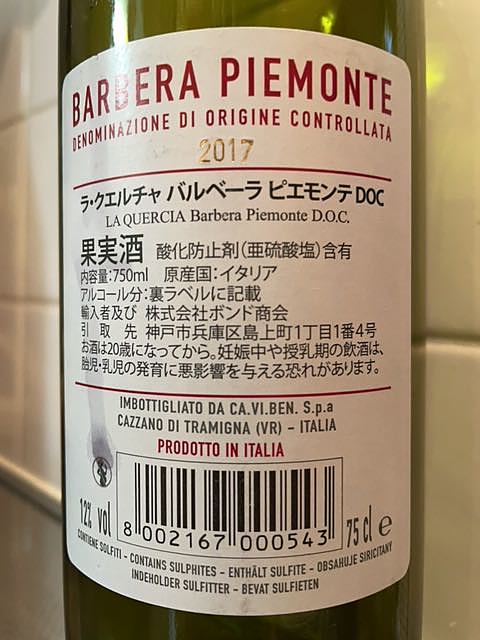 BARBERA PIEMONTE
DENOMINAZIONE DI ORIGINE CONTROLLATA
2017
ラ・クエルチャ バルベーラ ピエモンテ DOC
LA QUERCIA Barbera Piemonte D.O.C.
果実酒 酸化防止剤(亜硫酸塩)含有
内容量:750ml 原産国:イタリア
アルコール分:裏ラベルに記載
輸入者及び 株式会社ボンド商会
引取先 神戸市兵庫区島上町1丁目1番4号
お酒は20歳になってから。妊娠中や授乳期の飲酒は、
胎児・乳児の発育に悪影響を与える恐れがあります。
IMBOTTIGLIATO DA CA.VI.BEN. S.p.a
CAZZANO DI TRAMIGNA (VR) – ITALIA
PRODOTTO IN ITALIA
12% vol
8 002167 000543
75 cl e
CONTIENE SOLFITI - CONTAINS SULPHITES - ENTHÄLT SULFITE - OBSAHUJE SIRICITANY
INDEHOLDER SULFITTER - BEVAT SULFIETEN